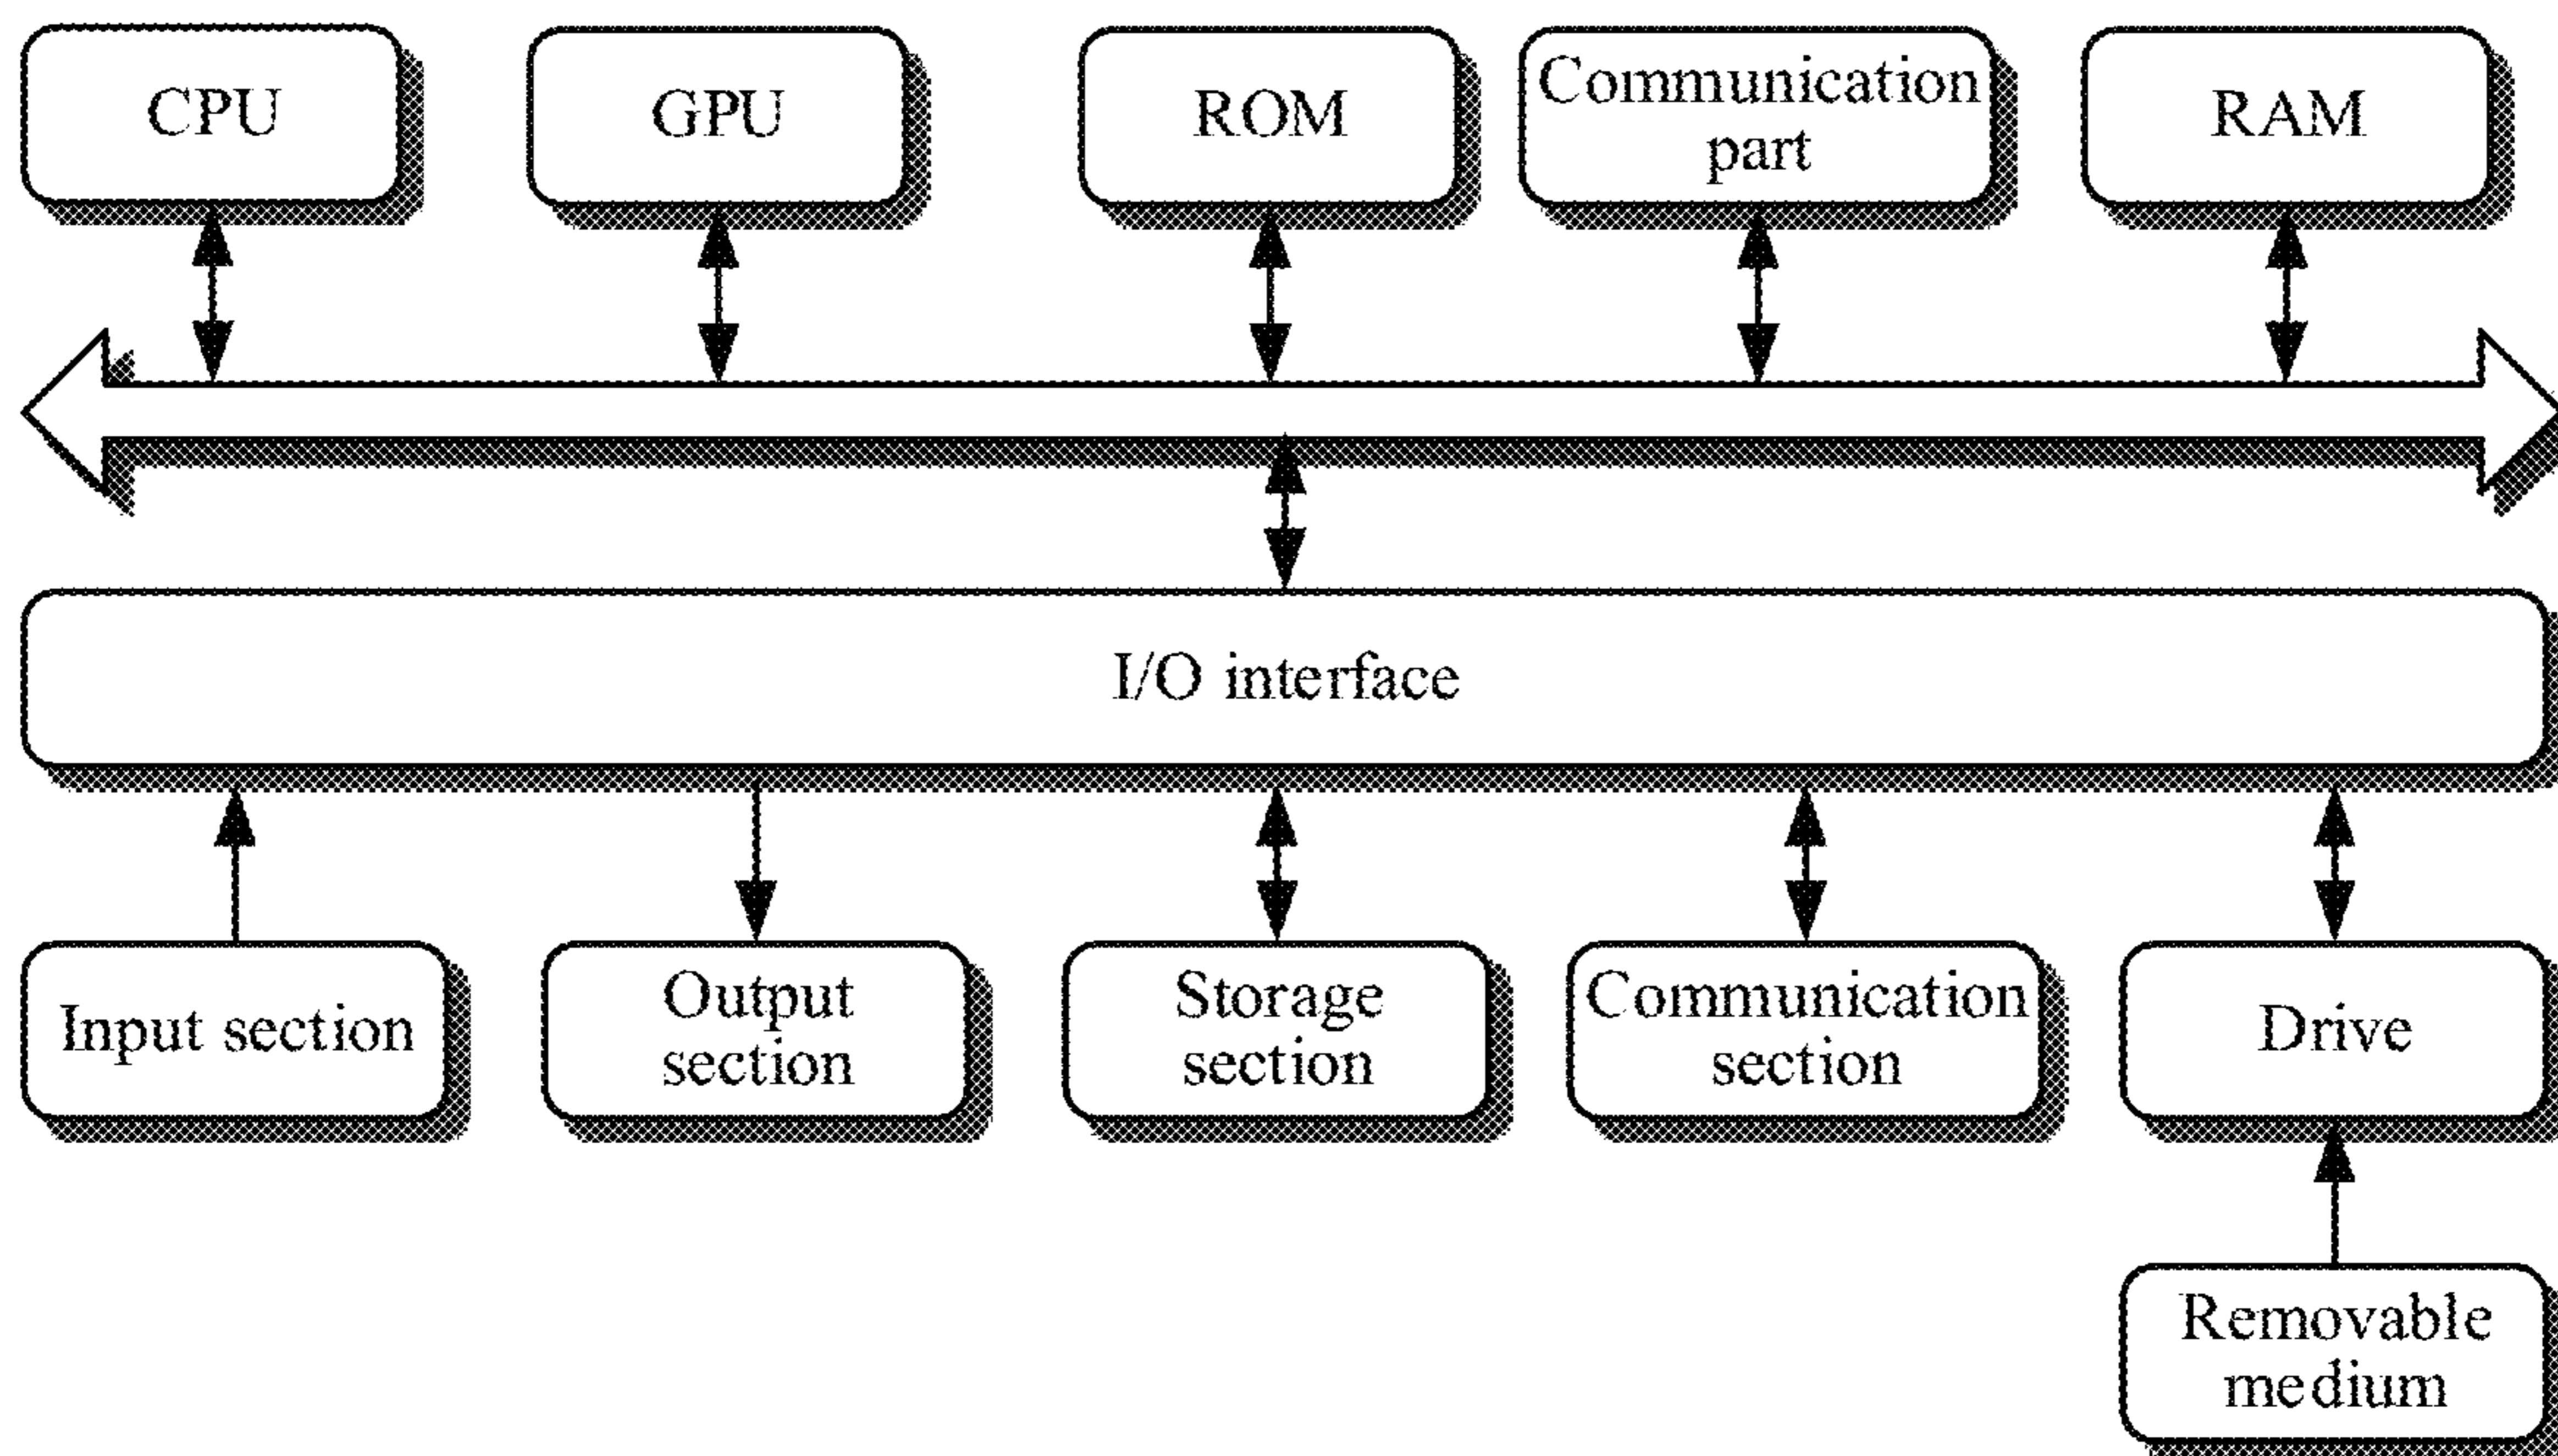 CPU
GPU
ROM
Communication
part
RAM
I/O interface
Input section
Output
section
Storage
section
Communication
section
Drive
Removable
medium